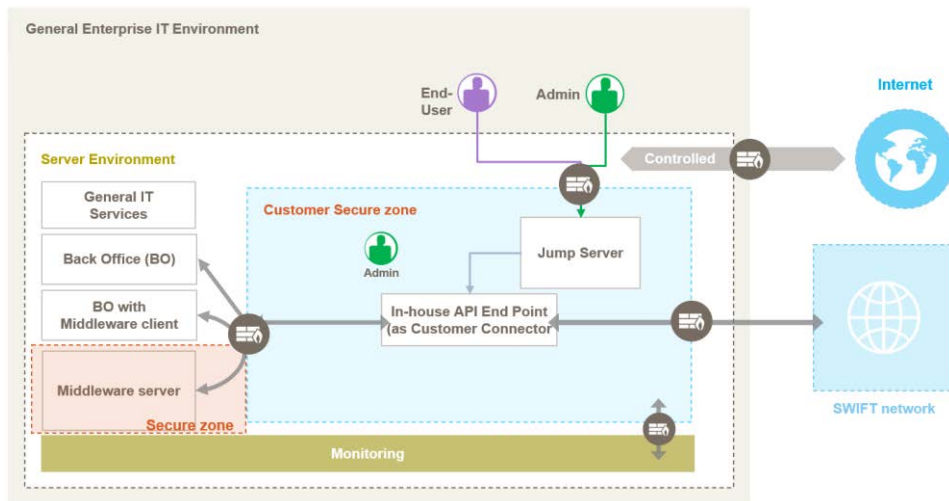 General Enterprise IT Environment
End-
User
Admin
Internet
Server Environment
Controlled
General IT
Services
Customer Secure zone
Back Office (BO)
Admin
Jump Server
BO with
Middleware client
In-house API End Point
(as Customer Connector
Middleware server
Secure zone
SWIFT network
Monitoring